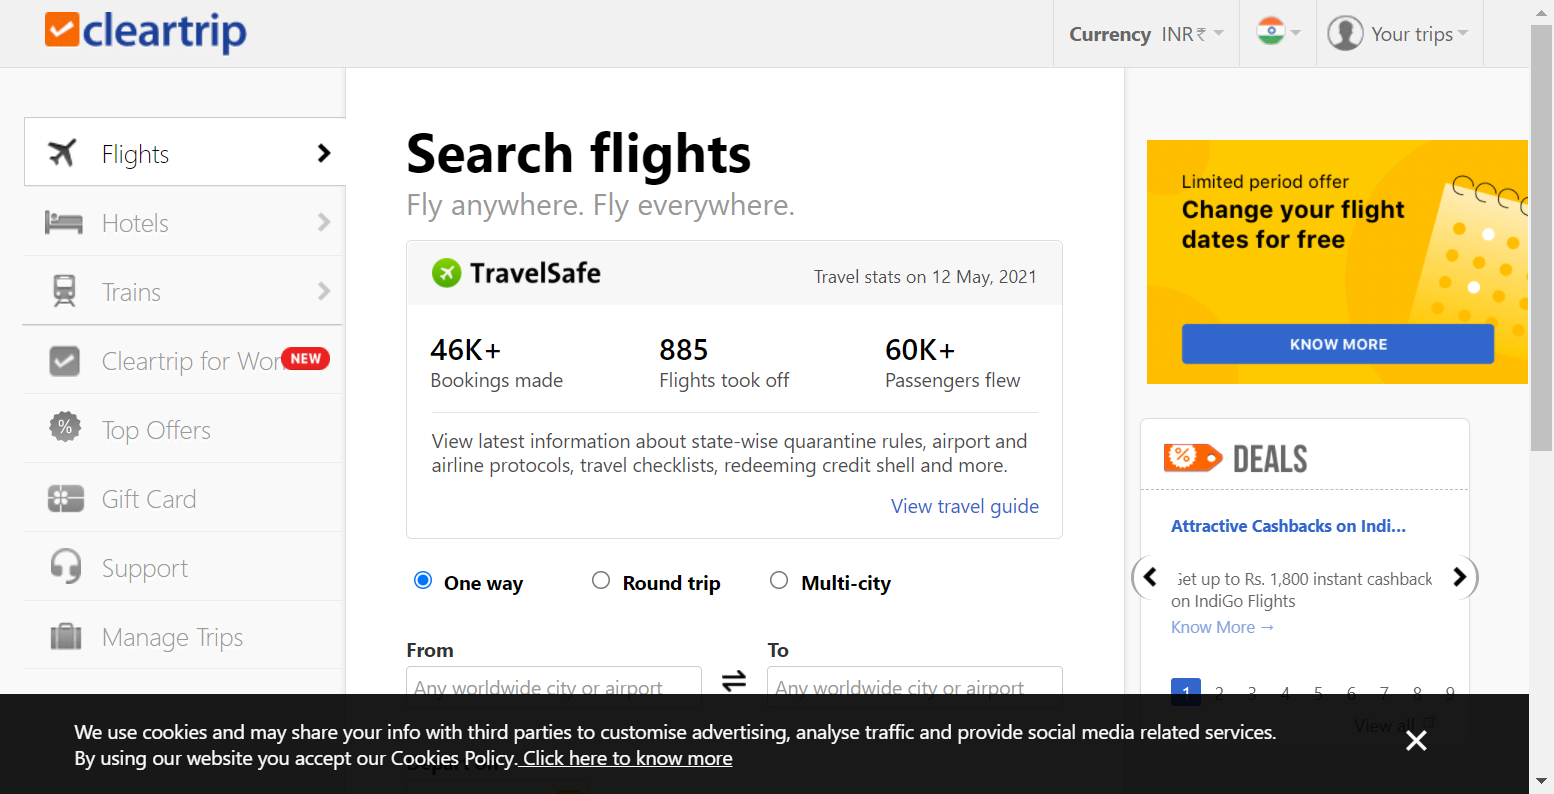 cleartrip
Currency INR₹
Your trips
Flights
Hotels
Trains
Cleartrip for Wor
NEW
Top Offers
Gift Card
Support
Manage Trips
Search flights
Fly anywhere. Fly everywhere.
TravelSafe
Travel stats on 12 May, 2021
46K+ 885 60K+
Bookings made Flights took off Passengers flew
View latest information about state-wise quarantine rules, airport and
airline protocols, travel checklists, redeeming credit shell and more.
View travel guide
One way Round trip Multi-city
From To
Any worldwide city or airport Any worldwide city or airport
Limited period offer
Change your flight
dates for free
KNOW MORE
% DEALS
Attractive Cashbacks on Indi...
Get up to Rs. 1,800 instant cashback
on IndiGo Flights
Know More →
1 2 3 4 5 6 7 8 9
View all
We use cookies and may share your info with third parties to customise advertising, analyse traffic and provide social media related services.
By using our website you accept our Cookies Policy. Click here to know more